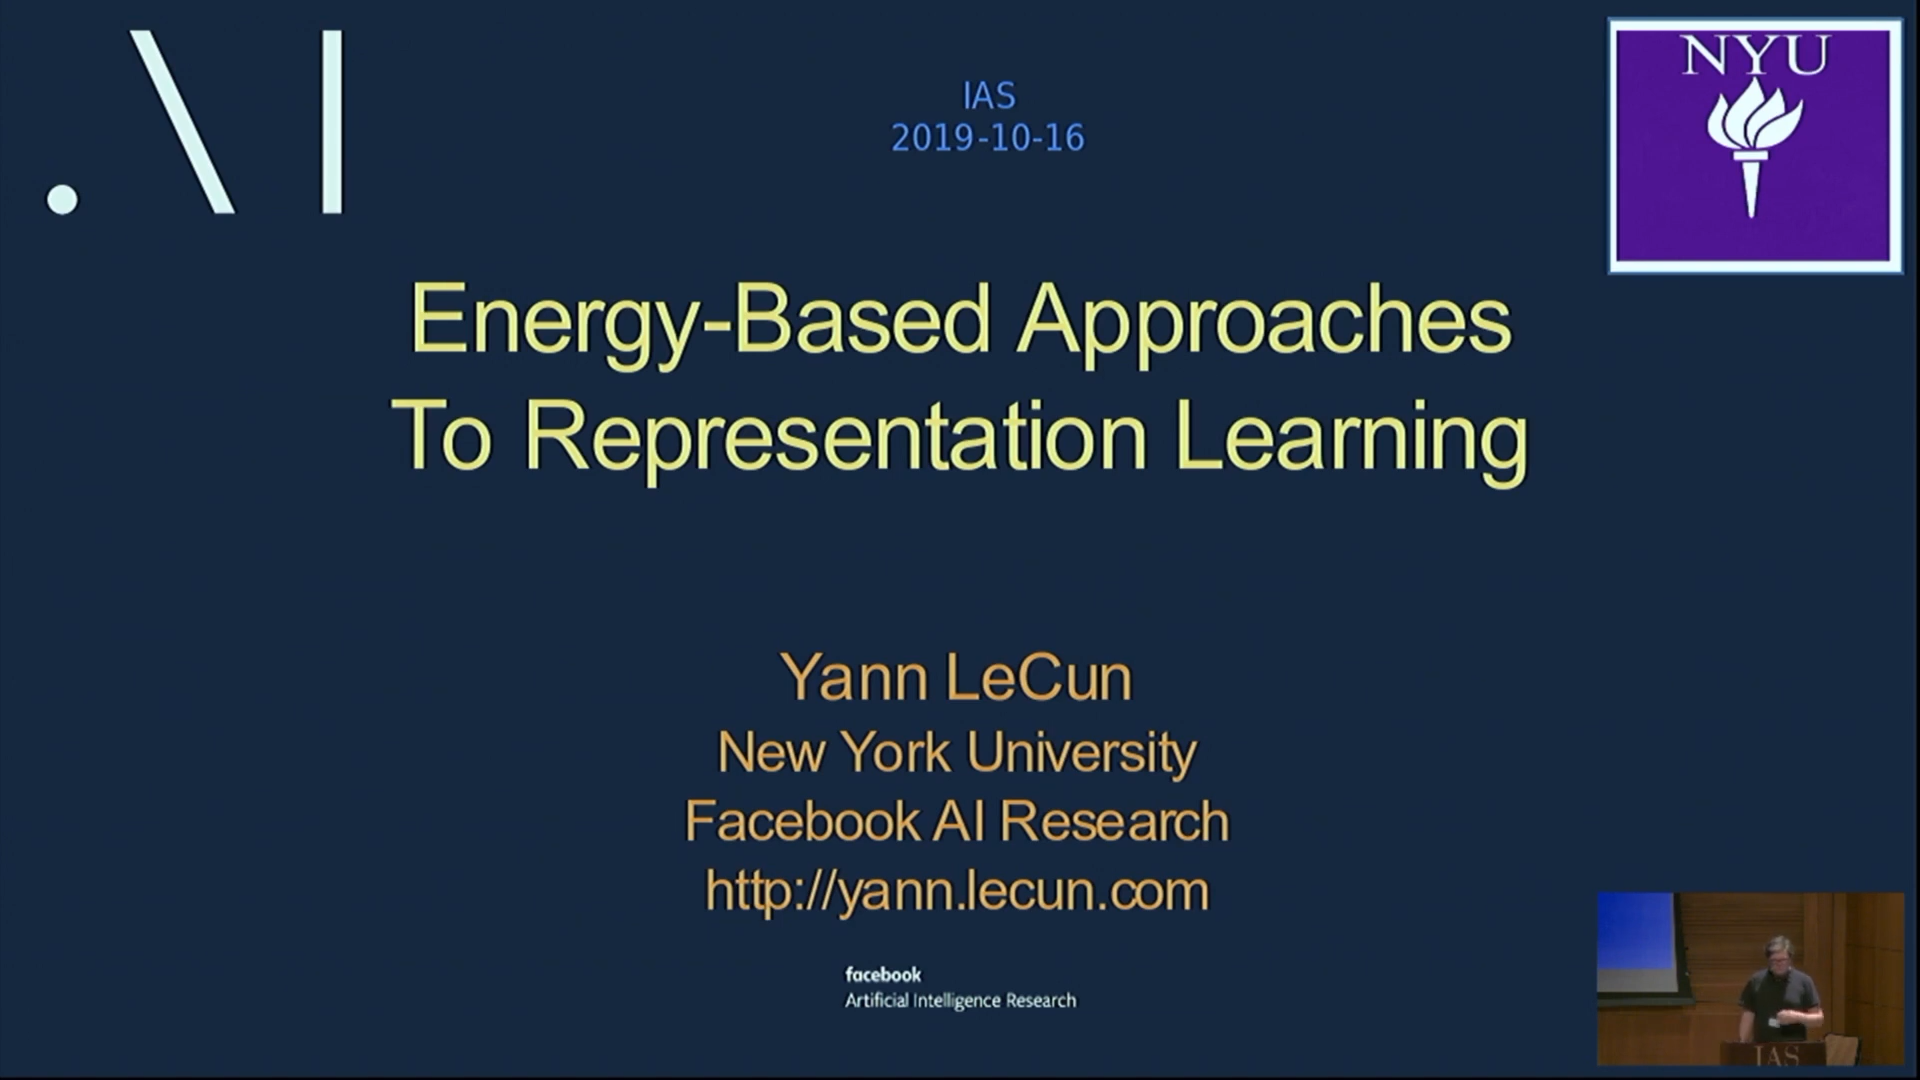 .\I
IAS
2019-10-16
NYU
Energy-Based Approaches
To Representation Learning
Yann LeCun
New York University
Facebook AI Research
http://yann.lecun.com
facebook
Artificial Intelligence Research
IAS